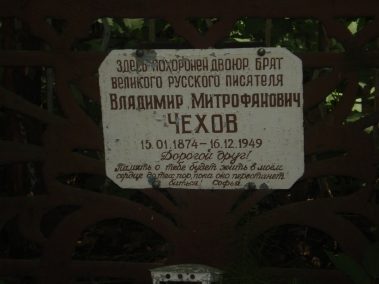 Здесь похоронен двоюр. брат
великого русского писателя
Владимир Митрофанович
Чехов
15.01.1874 — 16.12.1949
Дорогой друг!
Память о тебе будет жить в моём
сердце до тех пор, пока оно перестанет
биться! Софья